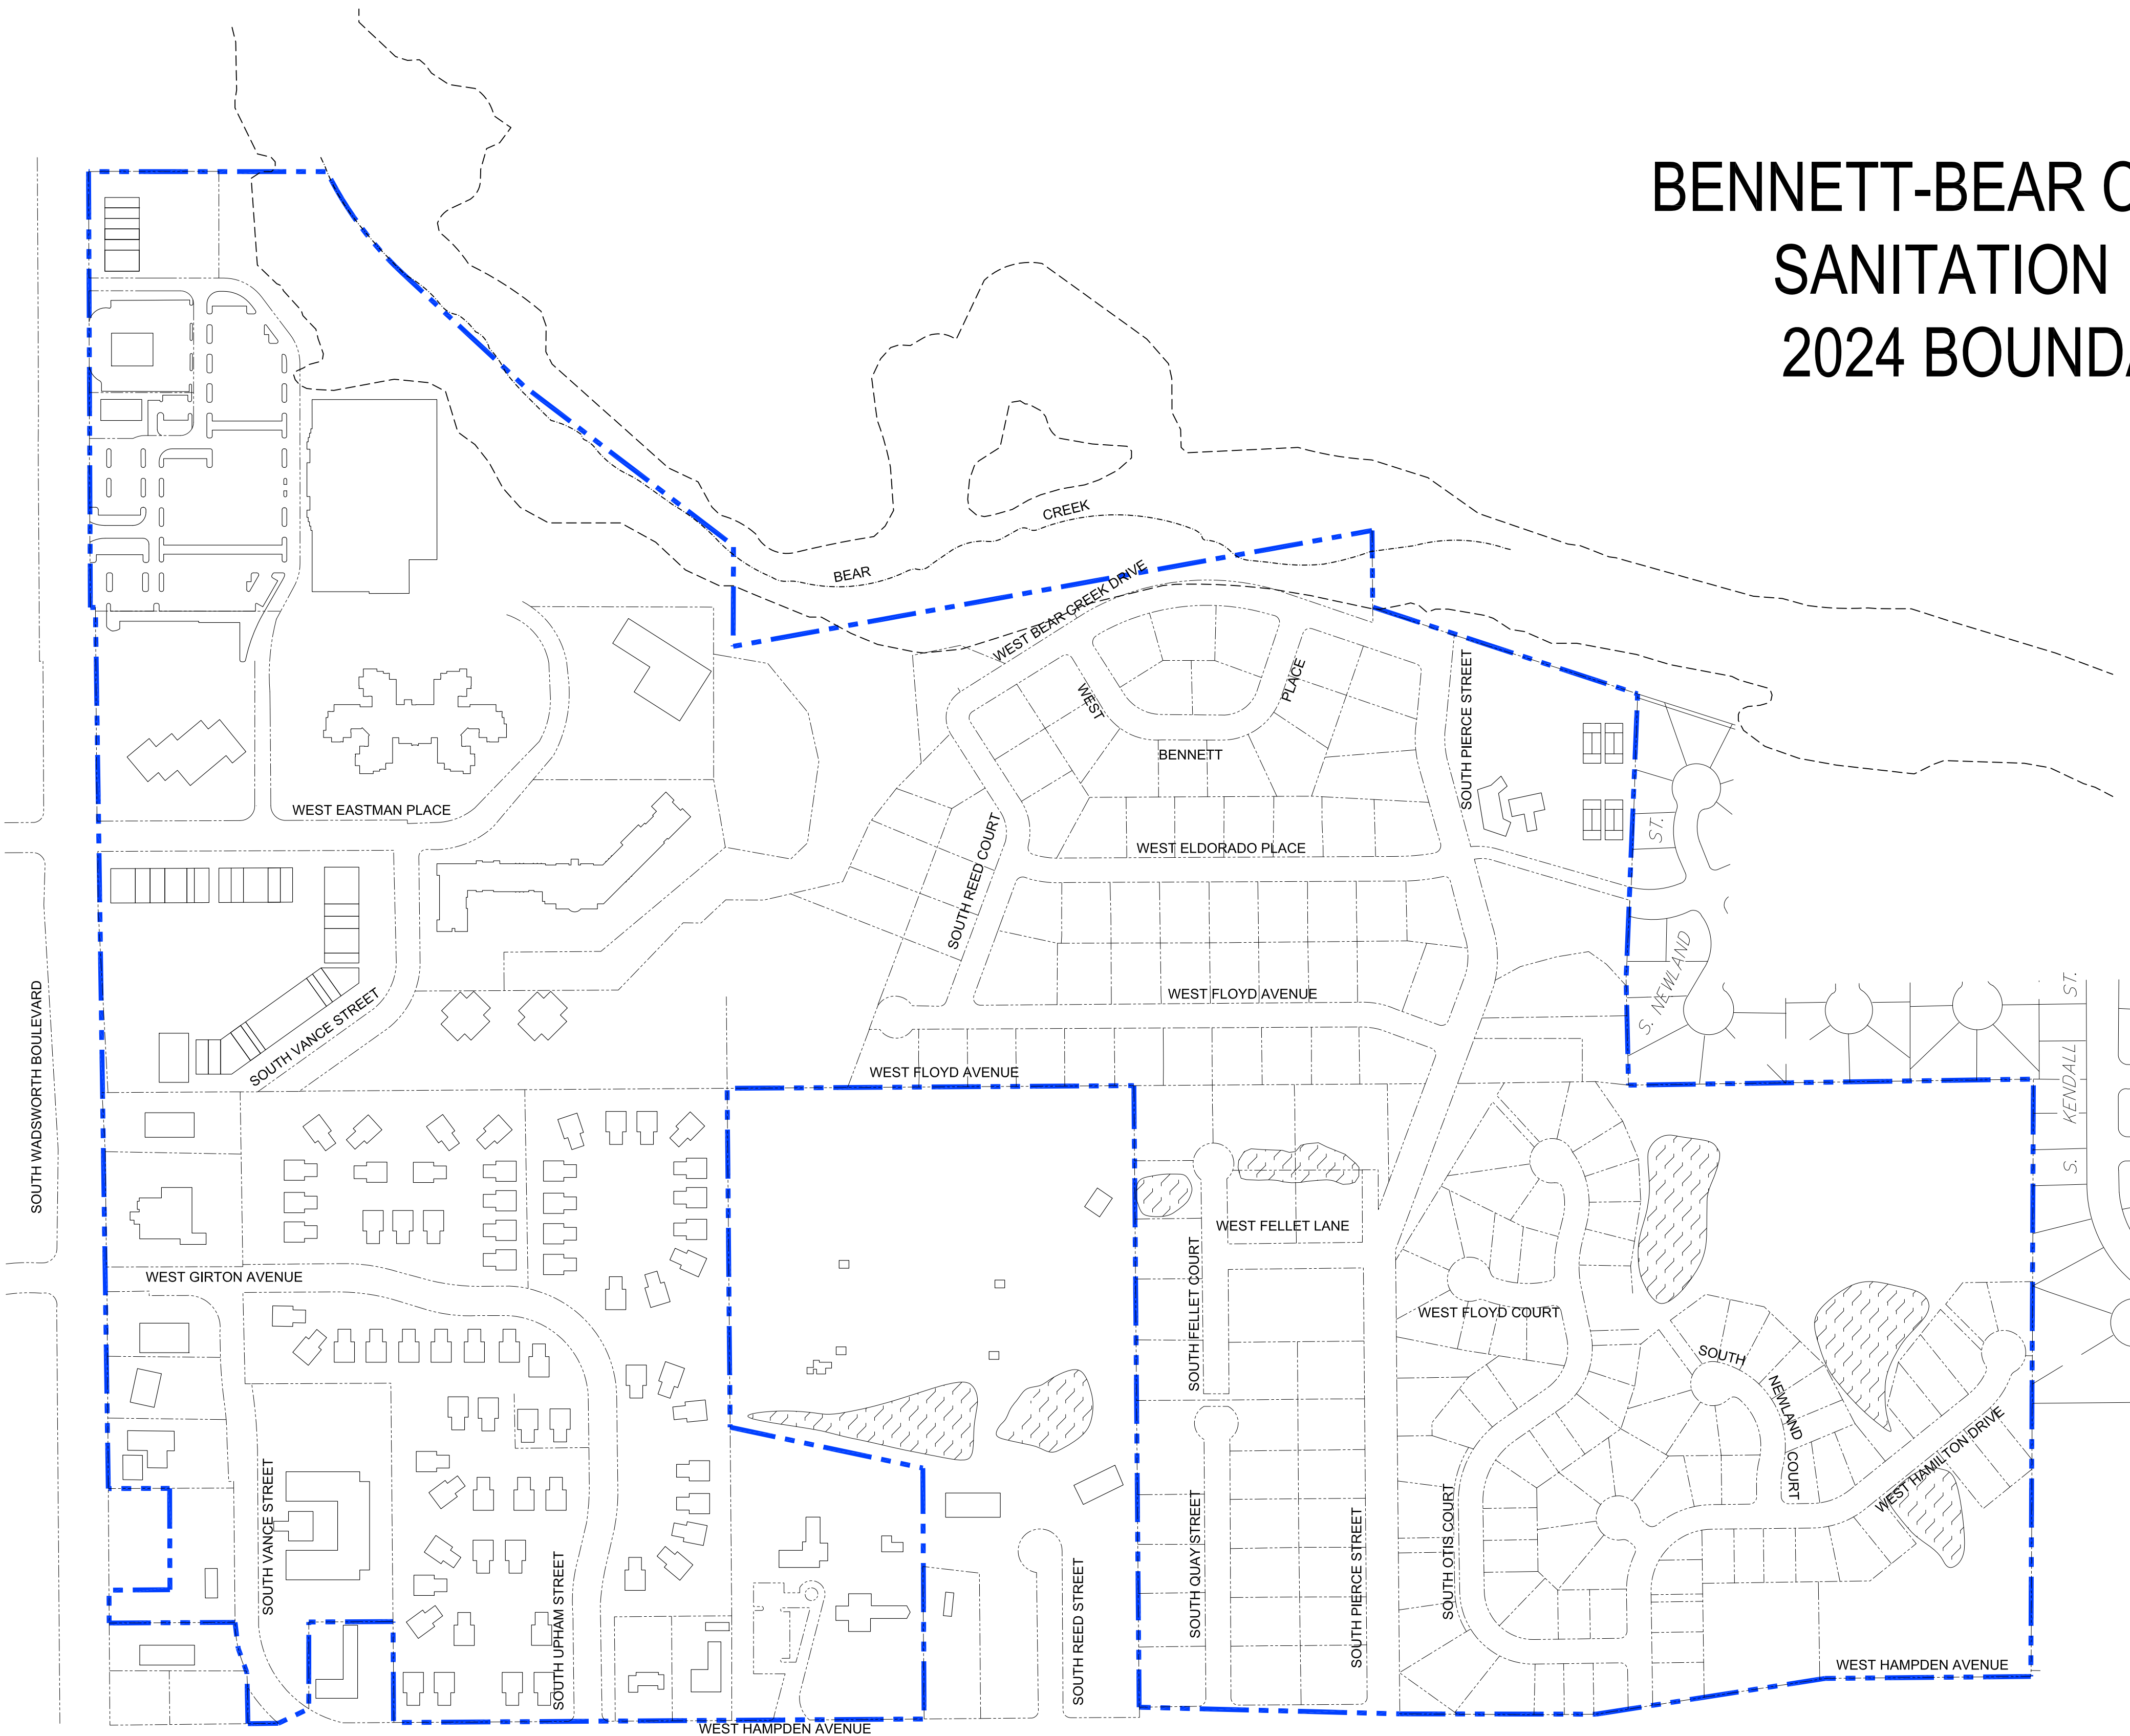 BENNETT-BEAR C
SANITATION
2024 BOUNDA
CREEK
BEAR
WEST BEAR GREEK DRIVE
WEST
PLACE
BENNETT
SOUTH PIERCE STREET
WEST EASTMAN PLACE
WEST ELDORADO PLACE
ST.
SOUTH REED COURT
S. NEWLAND
WEST FLOYD AVENUE
SOUTH WADSWORTH BOULEVARD
SOUTH VANCE STREET
WEST FLOYD AVENUE
S. KENDALL ST.
WEST FELLET LANE
WEST GIRTON AVENUE
SOUTH FELLET COURT
WEST FLOYD COURT
SOUTH
NEWLAND
COURT
WEST HAMILTON DRIVE
SOUTH VANCE STREET
SOUTH UPHAM STREET
SOUTH REED STREET
SOUTH QUAY STREET
SOUTH PIERCE STREET
SOUTH OTIS COURT
WEST HAMPDEN AVENUE
WEST HAMPDEN AVENUE